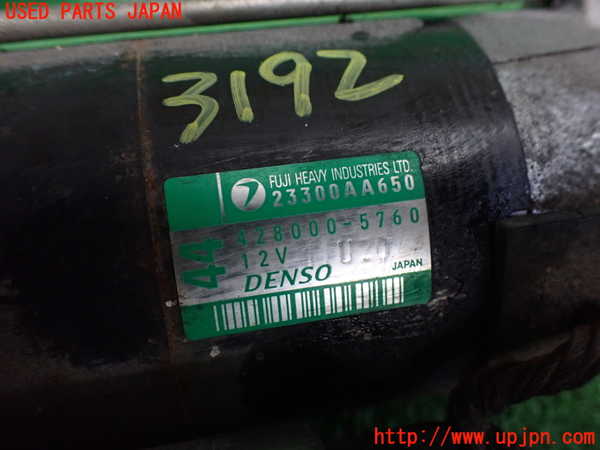 USED PARTS JAPAN
3192
FUJI HEAVY INDUSTRIES LTD.
23300AA650
44
428000-5760
12V
DENSO
JAPAN
http://www.upjpn.com/